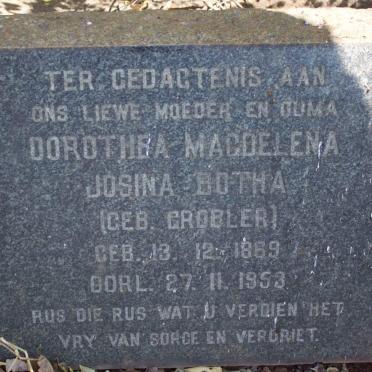 TER GEDAGTENIS AAN
ONS LIEWE MOEDER EN OUMA
DOROTHEA MAGDELENA
JOSINA BOTHA
(GEB. GROBLER)
GEB. 13. 12. 1869
OORL. 27. 11. 1953
RUS DIE RUS WAT U VERDIEN HET
VRY VAN SORGE EN VERDRIET.